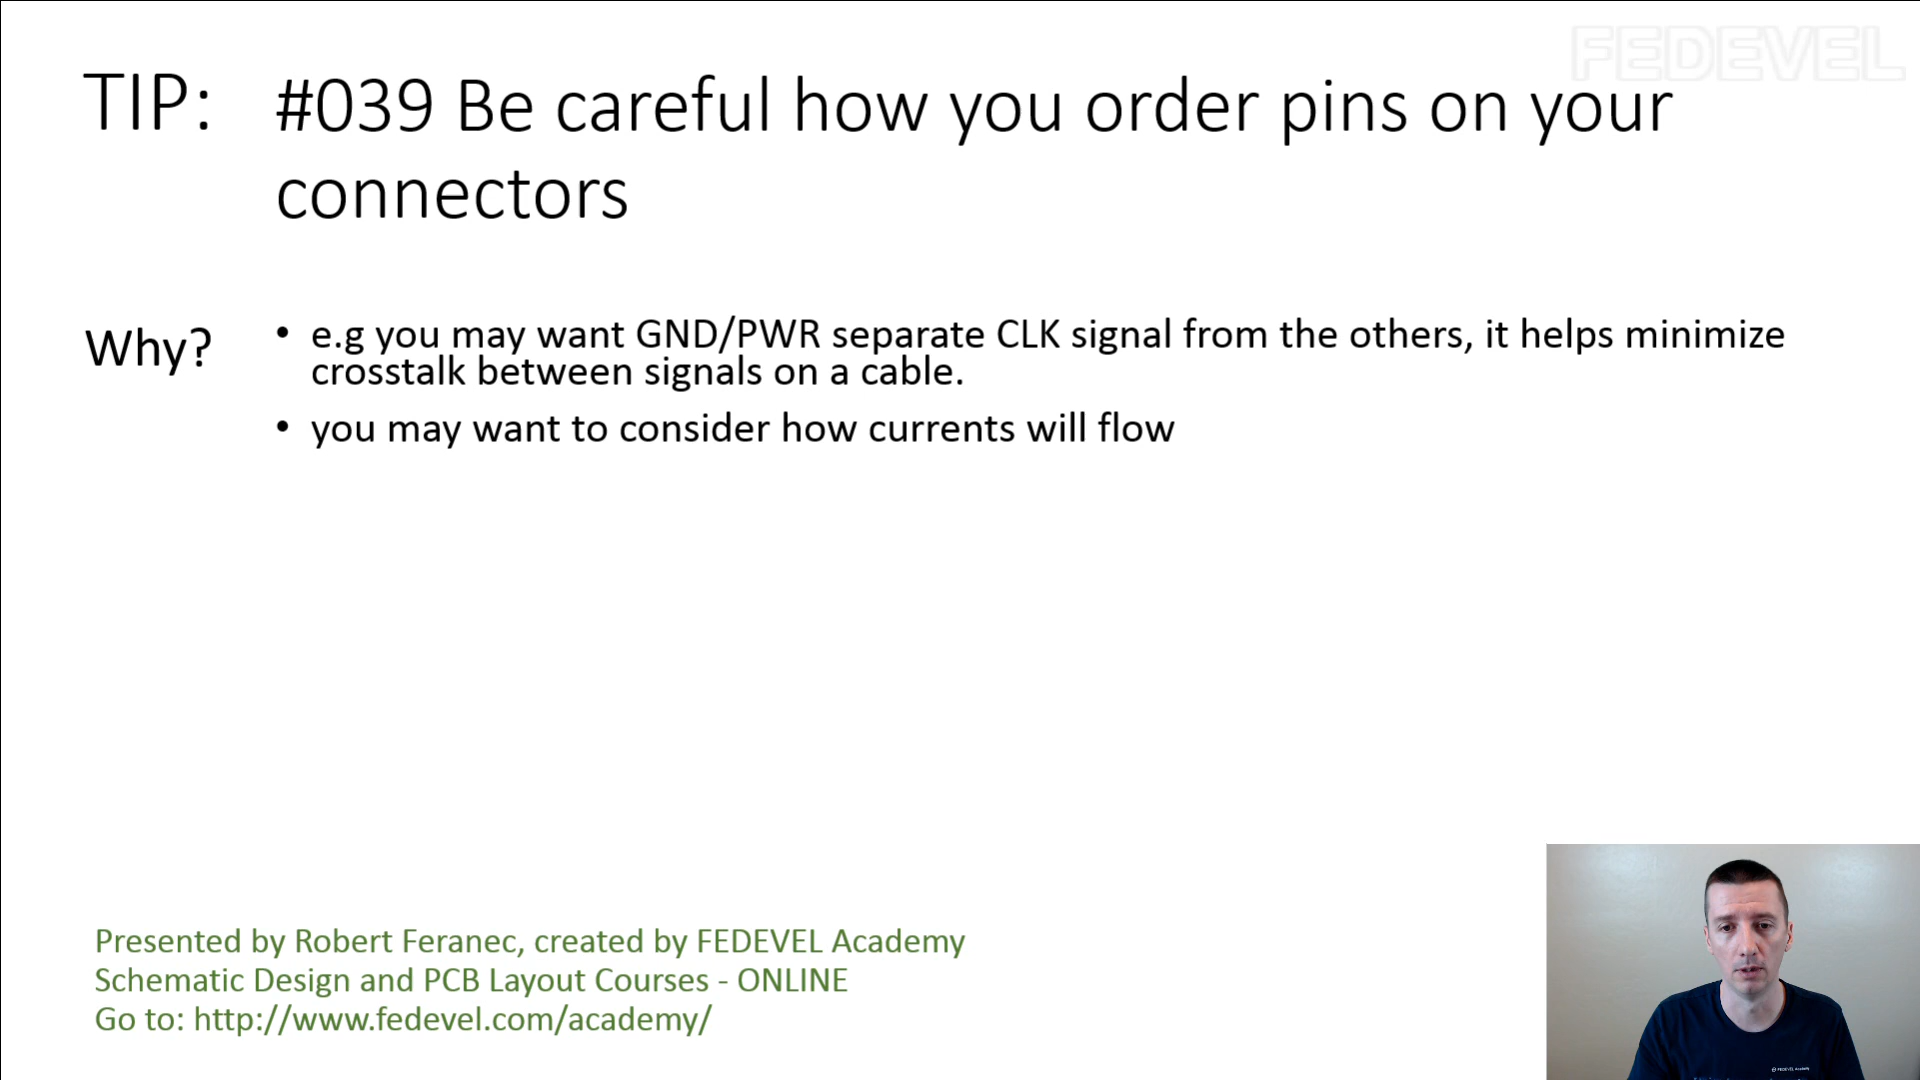 FEDEVEL
TIP: #039 Be careful how you order pins on your
connectors
Why? • e.g you may want GND/PWR separate CLK signal from the others, it helps minimize
crosstalk between signals on a cable.
• you may want to consider how currents will flow
Presented by Robert Feranec, created by FEDEVEL Academy
Schematic Design and PCB Layout Courses - ONLINE
Go to: http://www.fedevel.com/academy/
FEDEVEL Academy